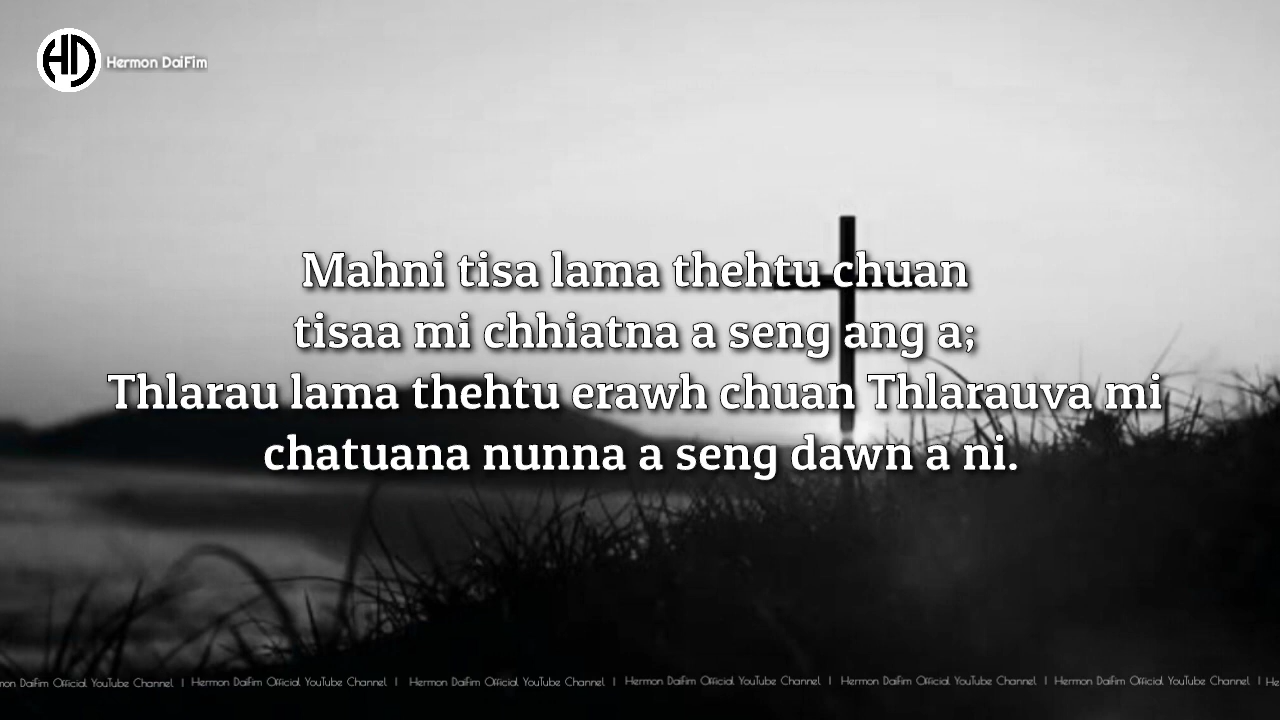 HD Hermon DaiFim
Mahni tisa lama thehtu chuan
tisaa mi chhiatna a seng ang a;
Thlarau lama thehtu erawh chuan Thlarauva mi
chatuana nunna a seng dawn a ni.
mon DaiFim Official YouTube Channel | Hermon DaiFim Official YouTube Channel | Hermon DaiFim Official YouTube Channel | Hermon DaiFim Official YouTube Channel | Hermon DaiFim Official YouTube Channel | Hermon DaiFim Official YouTube Channel | He